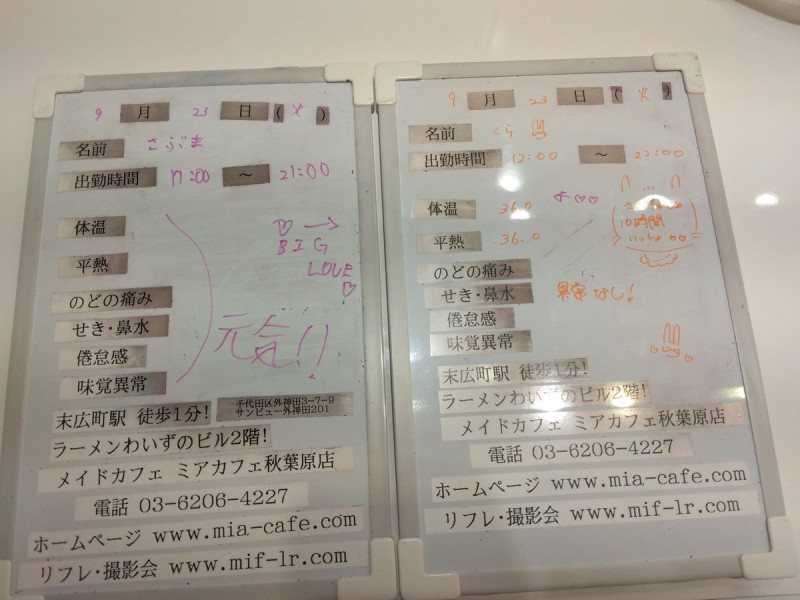 9 月 23 日 (火)
名前 さぶま
出勤時間 17:00 ～ 21:00
体温
平熱
のどの痛み
せき・鼻水
倦怠感
味覚異常
♡→
BIG
LOVE
♡
元気!!
末広町駅 徒歩1分!
千代田区外神田3-7-9
サンビュー外神田201
ラーメンわいずのビル2階!
メイドカフェ ミアカフェ秋葉原店
電話 03-6206-4227
ホームページ www.mia-cafe.com
リフレ・撮影会 www.mif-lr.com
9 月 23 日 (火)
名前 くら
出勤時間 12:00 ～ 22:00
体温 36.0
平熱 36.0
のどの痛み
せき・鼻水
倦怠感
味覚異常
10時間
いっしょ ♡♡
異常なし!
末広町駅 徒歩1分!
ラーメンわいずのビル2階!
メイドカフェ ミアカフェ秋葉原店
電話 03-6206-4227
ホームページ www.mia-cafe.com
リフレ・撮影会 www.mif-lr.com